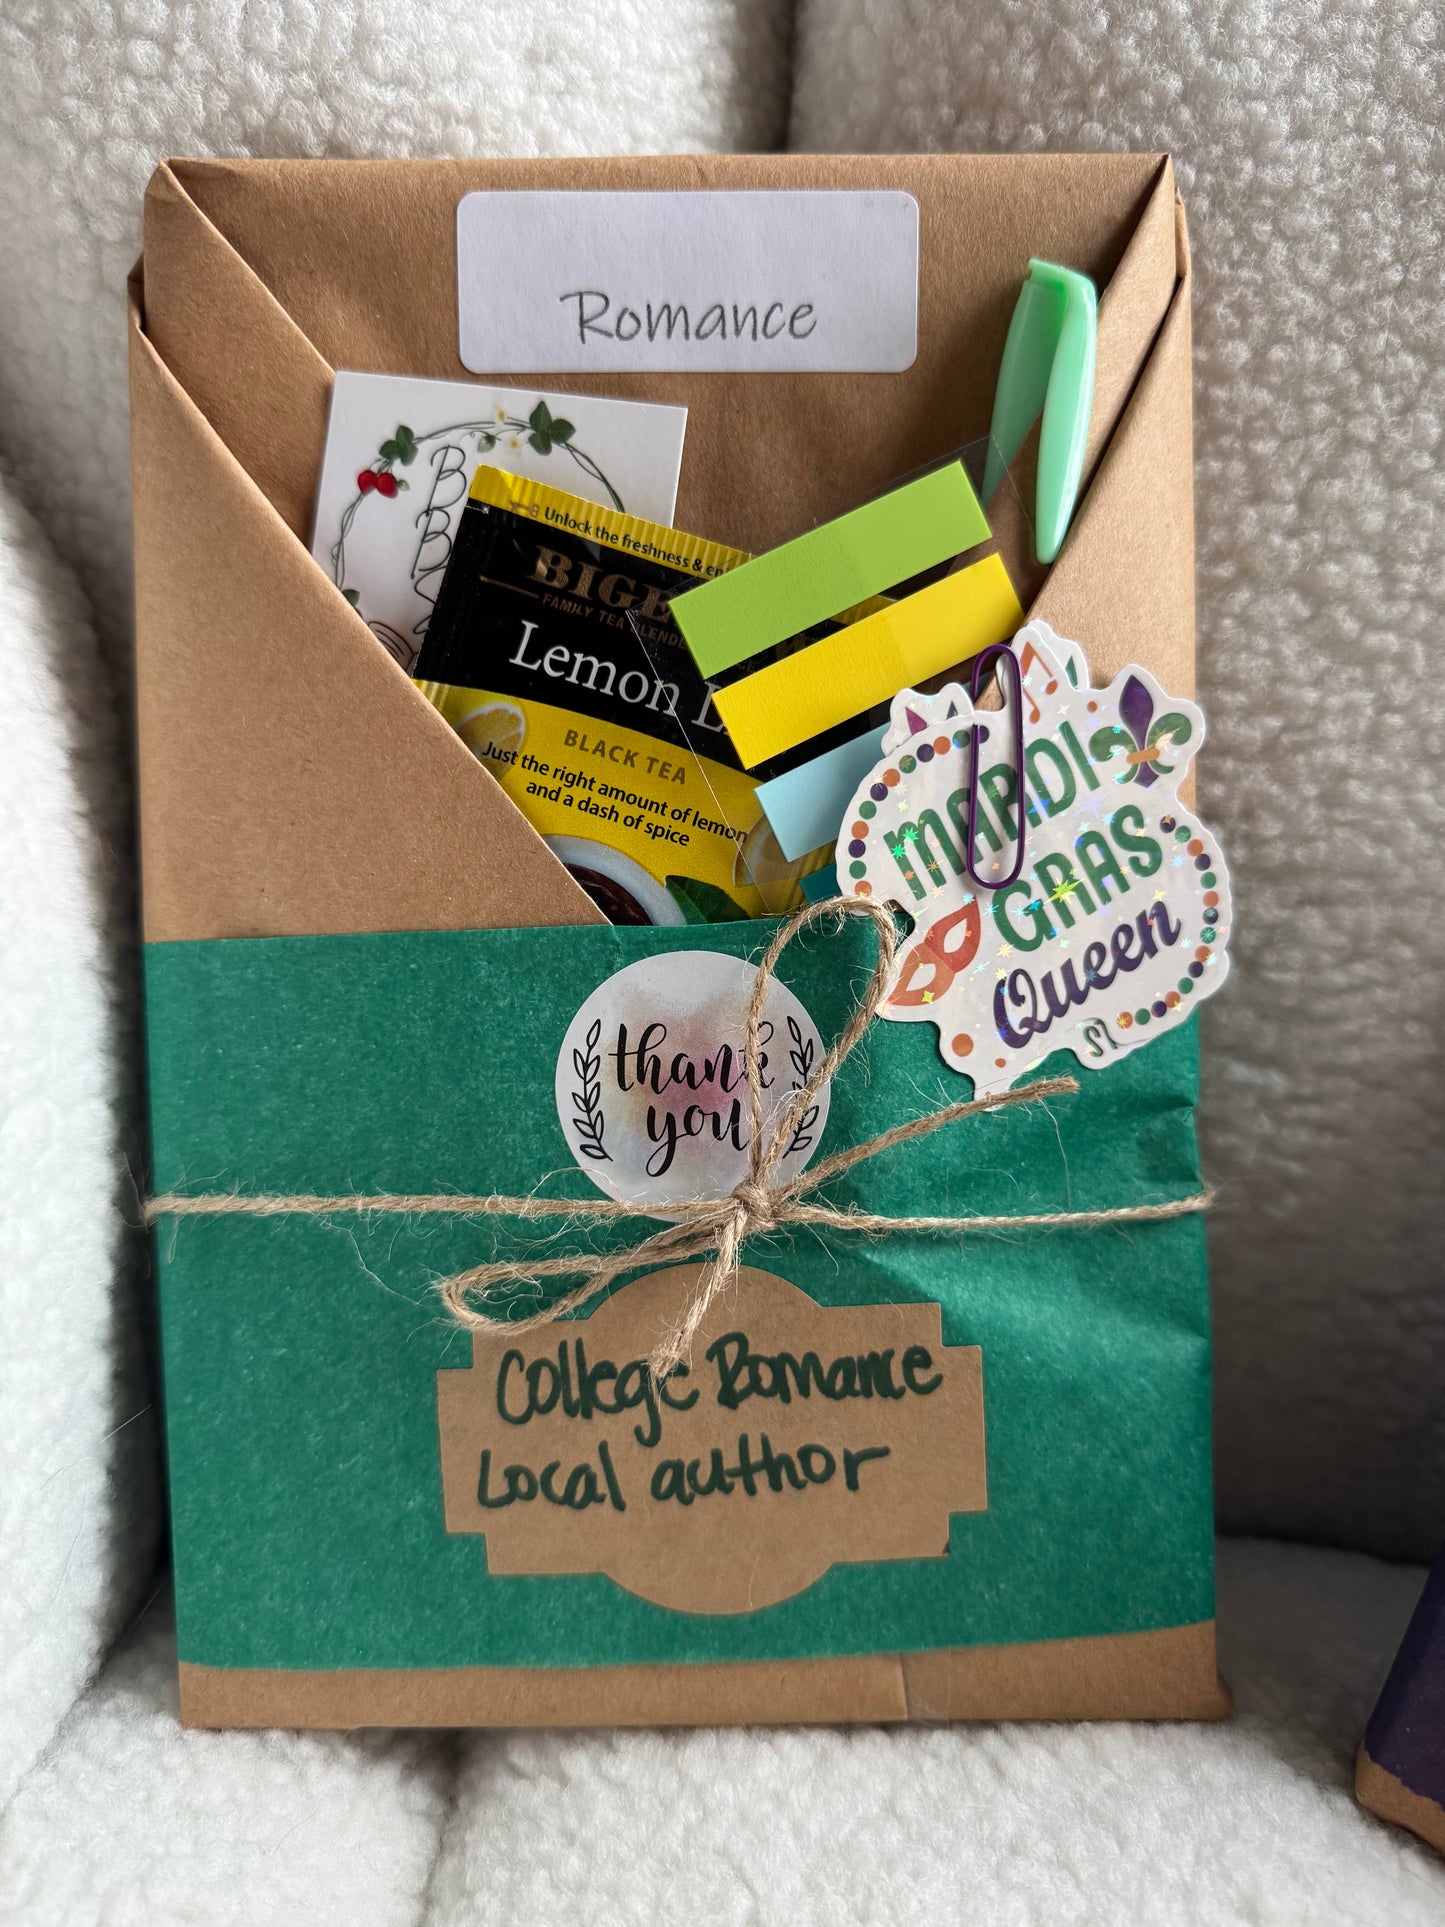 Romance
Unlock the freshness &
FAMILY TEA BLENDE
Lemon
BLACK TEA
Just the right amount of lemon
and a dash of spice
MARDI
GRAS
Queen
thank
you
College Romance
Local author